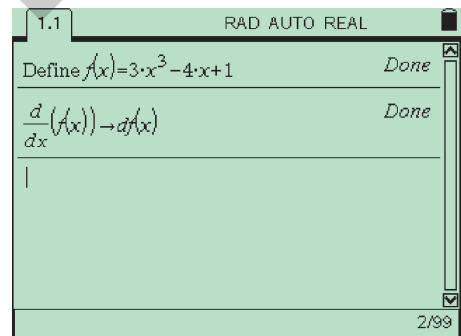 1.1 RAD AUTO REAL
Define f(x)=3·x³−4·x+1 Done
d/dx(f(x))→df(x) Done
2/99